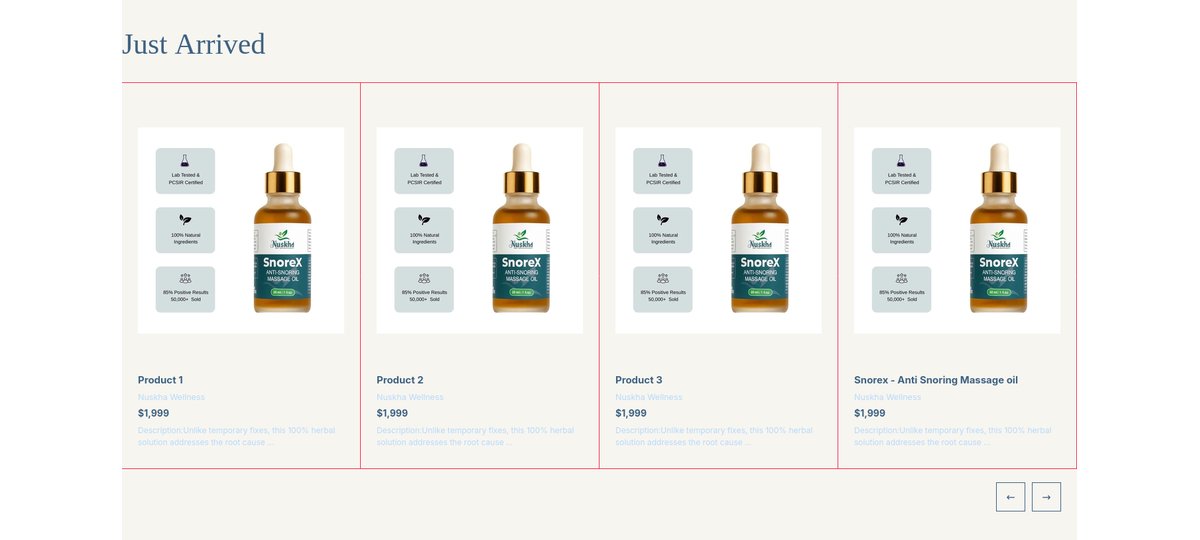 Just Arrived
Lab Tested &
PCSIR Certified
100% Natural
Ingredients
85% Positive Results
50,000+ Sold
Nuskha
SnoreX
ANTI-SNORING
MASSAGE OIL
Product 1
Nuskha Wellness
$1,999
Description:Unlike temporary fixes, this 100% herbal
solution addresses the root cause ...
Lab Tested &
PCSIR Certified
100% Natural
Ingredients
85% Positive Results
50,000+ Sold
Nuskha
SnoreX
ANTI-SNORING
MASSAGE OIL
Product 2
Nuskha Wellness
$1,999
Description:Unlike temporary fixes, this 100% herbal
solution addresses the root cause ...
Lab Tested &
PCSIR Certified
100% Natural
Ingredients
85% Positive Results
50,000+ Sold
Nuskha
SnoreX
ANTI-SNORING
MASSAGE OIL
Product 3
Nuskha Wellness
$1,999
Description:Unlike temporary fixes, this 100% herbal
solution addresses the root cause ...
Lab Tested &
PCSIR Certified
100% Natural
Ingredients
85% Positive Results
50,000+ Sold
Nuskha
SnoreX
ANTI-SNORING
MASSAGE OIL
Snorex - Anti Snoring Massage oil
Nuskha Wellness
$1,999
Description:Unlike temporary fixes, this 100% herbal
solution addresses the root cause ...
← →